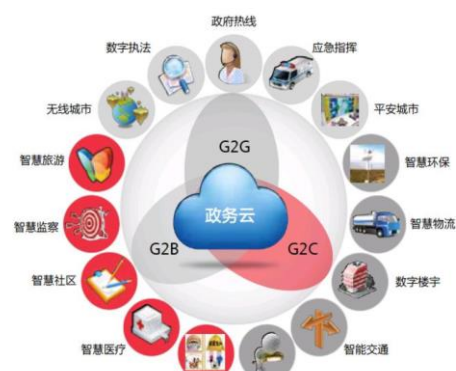 政府热线
数字执法
应急指挥
无线城市
平安城市
G2G
智慧旅游
智慧环保
政务云
智慧监察
智慧物流
G2B
G2C
智慧社区
数字楼宇
智慧医疗
智能交通